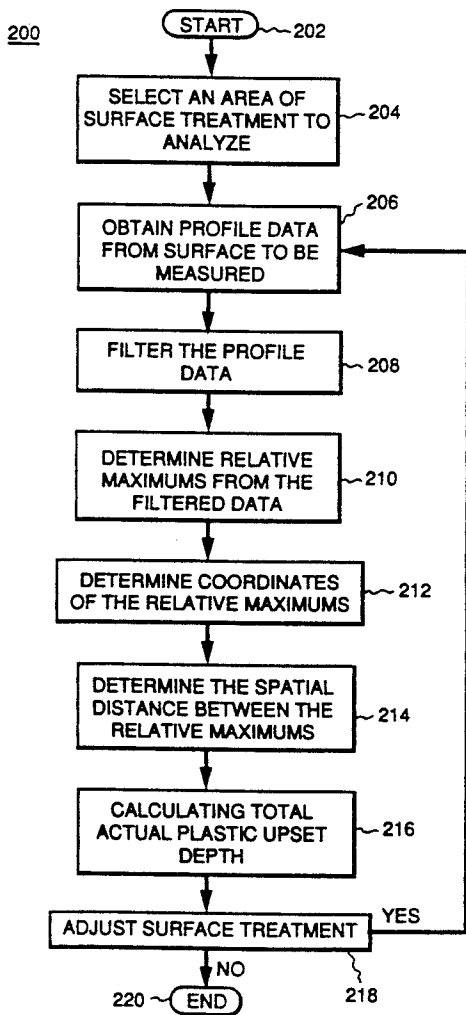 200
START
202
SELECT AN AREA OF
SURFACE TREATMENT TO
ANALYZE
204
206
OBTAIN PROFILE DATA
FROM SURFACE TO BE
MEASURED
FILTER THE PROFILE
DATA
208
DETERMINE RELATIVE
MAXIMUMS FROM THE
FILTERED DATA
210
DETERMINE COORDINATES
OF THE RELATIVE MAXIMUMS
212
DETERMINE THE SPATIAL
DISTANCE BETWEEN THE
RELATIVE MAXIMUMS
214
CALCULATING TOTAL
ACTUAL PLASTIC UPSET
DEPTH
216
ADJUST SURFACE TREATMENT
YES
218
NO
220
END